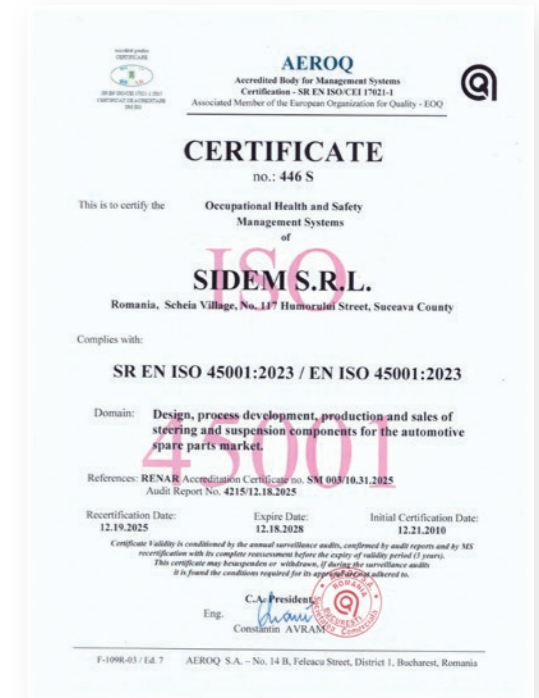 CERTIFICARE
AEROQ
Accredited Body for Management Systems
Certification - SR EN ISO/CEI 17021-1
Associated Member of the European Organization for Quality - EOQ
CERTIFICATE
no.: 446 S
This is to certify the
Occupational Health and Safety
Management Systems
of
ISO
SIDEM S.R.L.
Romania, Scheia Village, No. 117 Humorului Street, Suceava County
Complies with:
SR EN ISO 45001:2023 / EN ISO 45001:2023
Domain: Design, process development, production and sales of
steering and suspension components for the automotive
spare parts market.
45001
References: RENAR Accreditation Certificate no. SM 003/10.31.2025
Audit Report No. 4215/12.18.2025
Recertification Date: Expire Date: Initial Certification Date:
12.19.2025 12.18.2028 12.21.2010
Certificate Validity is conditioned by the annual surveillance audits, confirmed by audit reports and by MS
recertification with its complete reassessment before the expiry of validity period (3 years).
This certificate may besuspenden or withdrawn, if during the surveillance audits
it is found the conditions required for its approval are not adhered to.
C.A. President,
Eng.
Constantin AVRAM
ROMANIA
BUCURESTI
Societatea Comerciala
F-109R-03 / Ed. 7 AEROQ S.A. – No. 14 B, Feleacu Street, District 1, Bucharest, Romania